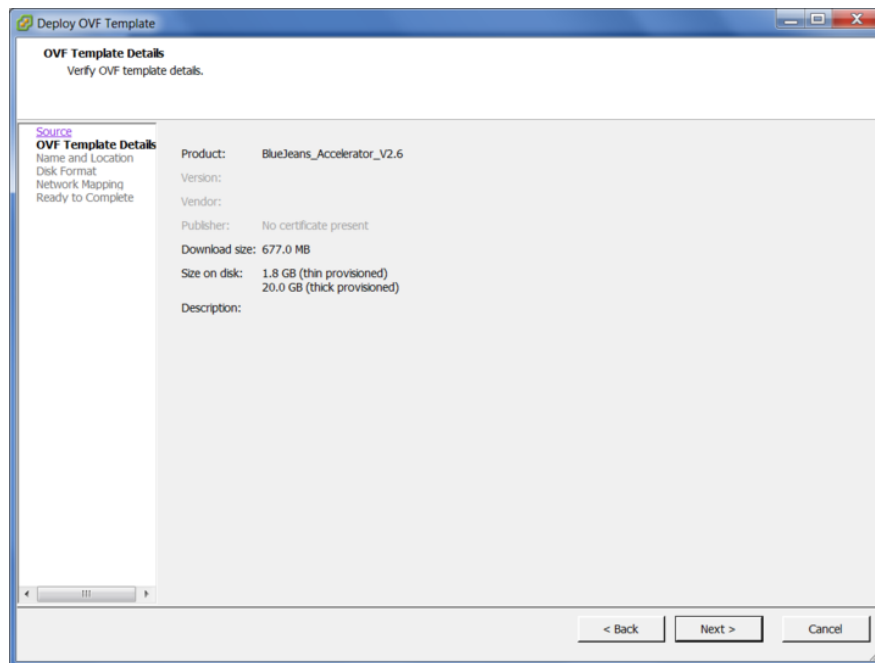 Deploy OVF Template
OVF Template Details
Verify OVF template details.
Source
OVF Template Details
Name and Location
Disk Format
Network Mapping
Ready to Complete
Product: BlueJeans_Accelerator_V2.6
Version:
Vendor:
Publisher: No certificate present
Download size: 677.0 MB
Size on disk: 1.8 GB (thin provisioned)
20.0 GB (thick provisioned)
Description:
< Back Next > Cancel